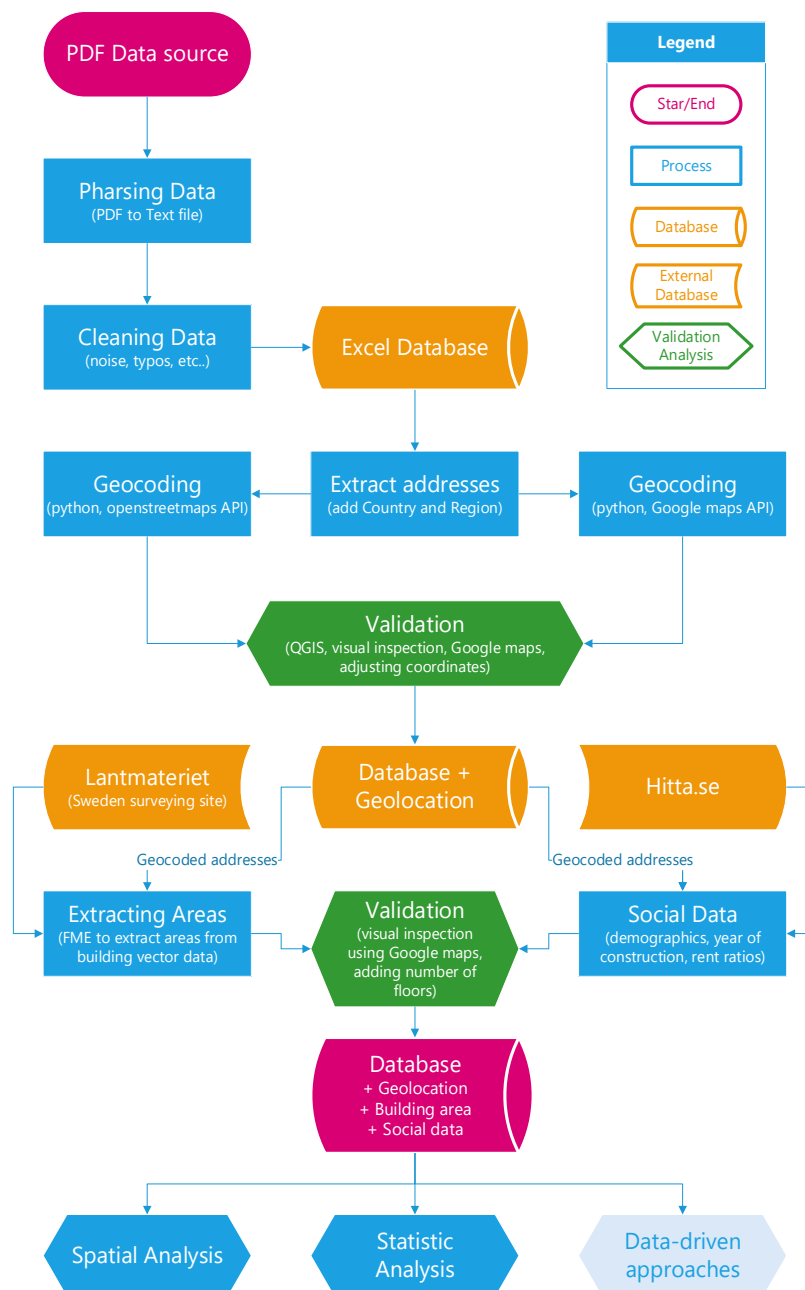 PDF Data source
Legend
Star/End
Process
Database
External
Database
Validation
Analysis
Pharsing Data
(PDF to Text file)
Cleaning Data
(noise, typos, etc..)
Excel Database
Geocoding
(python, openstreetmaps API)
Extract addresses
(add Country and Region)
Geocoding
(python, Google maps API)
Validation
(QGIS, visual inspection, Google maps,
adjusting coordinates)
Lantmateriet
(Sweden surveying site)
Database +
Geolocation
Hitta.se
Geocoded addresses
Geocoded addresses
Extracting Areas
(FME to extract areas from
building vector data)
Validation
(visual inspection
using Google maps,
adding number of
floors)
Social Data
(demographics, year of
construction, rent ratios)
Database
+ Geolocation
+ Building area
+ Social data
Spatial Analysis
Statistic
Analysis
Data-driven
approaches